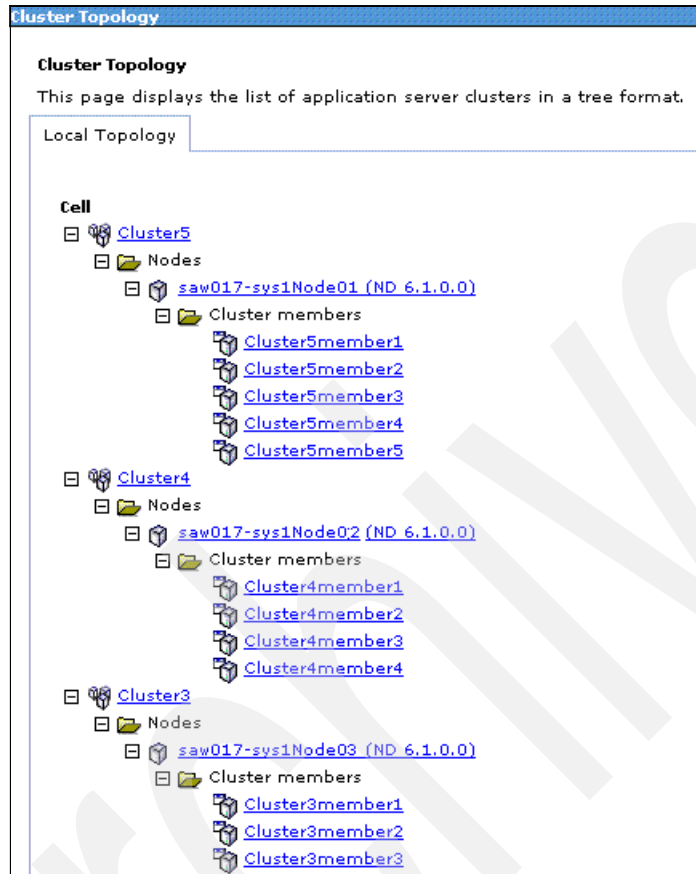 Cluster Topology
Cluster Topology
This page displays the list of application server clusters in a tree format.
Local Topology
Cell
Cluster5
Nodes
saw017-sys1Node01 (ND 6.1.0.0)
Cluster members
Cluster5member1
Cluster5member2
Cluster5member3
Cluster5member4
Cluster5member5
Cluster4
Nodes
saw017-sys1Node02 (ND 6.1.0.0)
Cluster members
Cluster4member1
Cluster4member2
Cluster4member3
Cluster4member4
Cluster3
Nodes
saw017-sys1Node03 (ND 6.1.0.0)
Cluster members
Cluster3member1
Cluster3member2
Cluster3member3